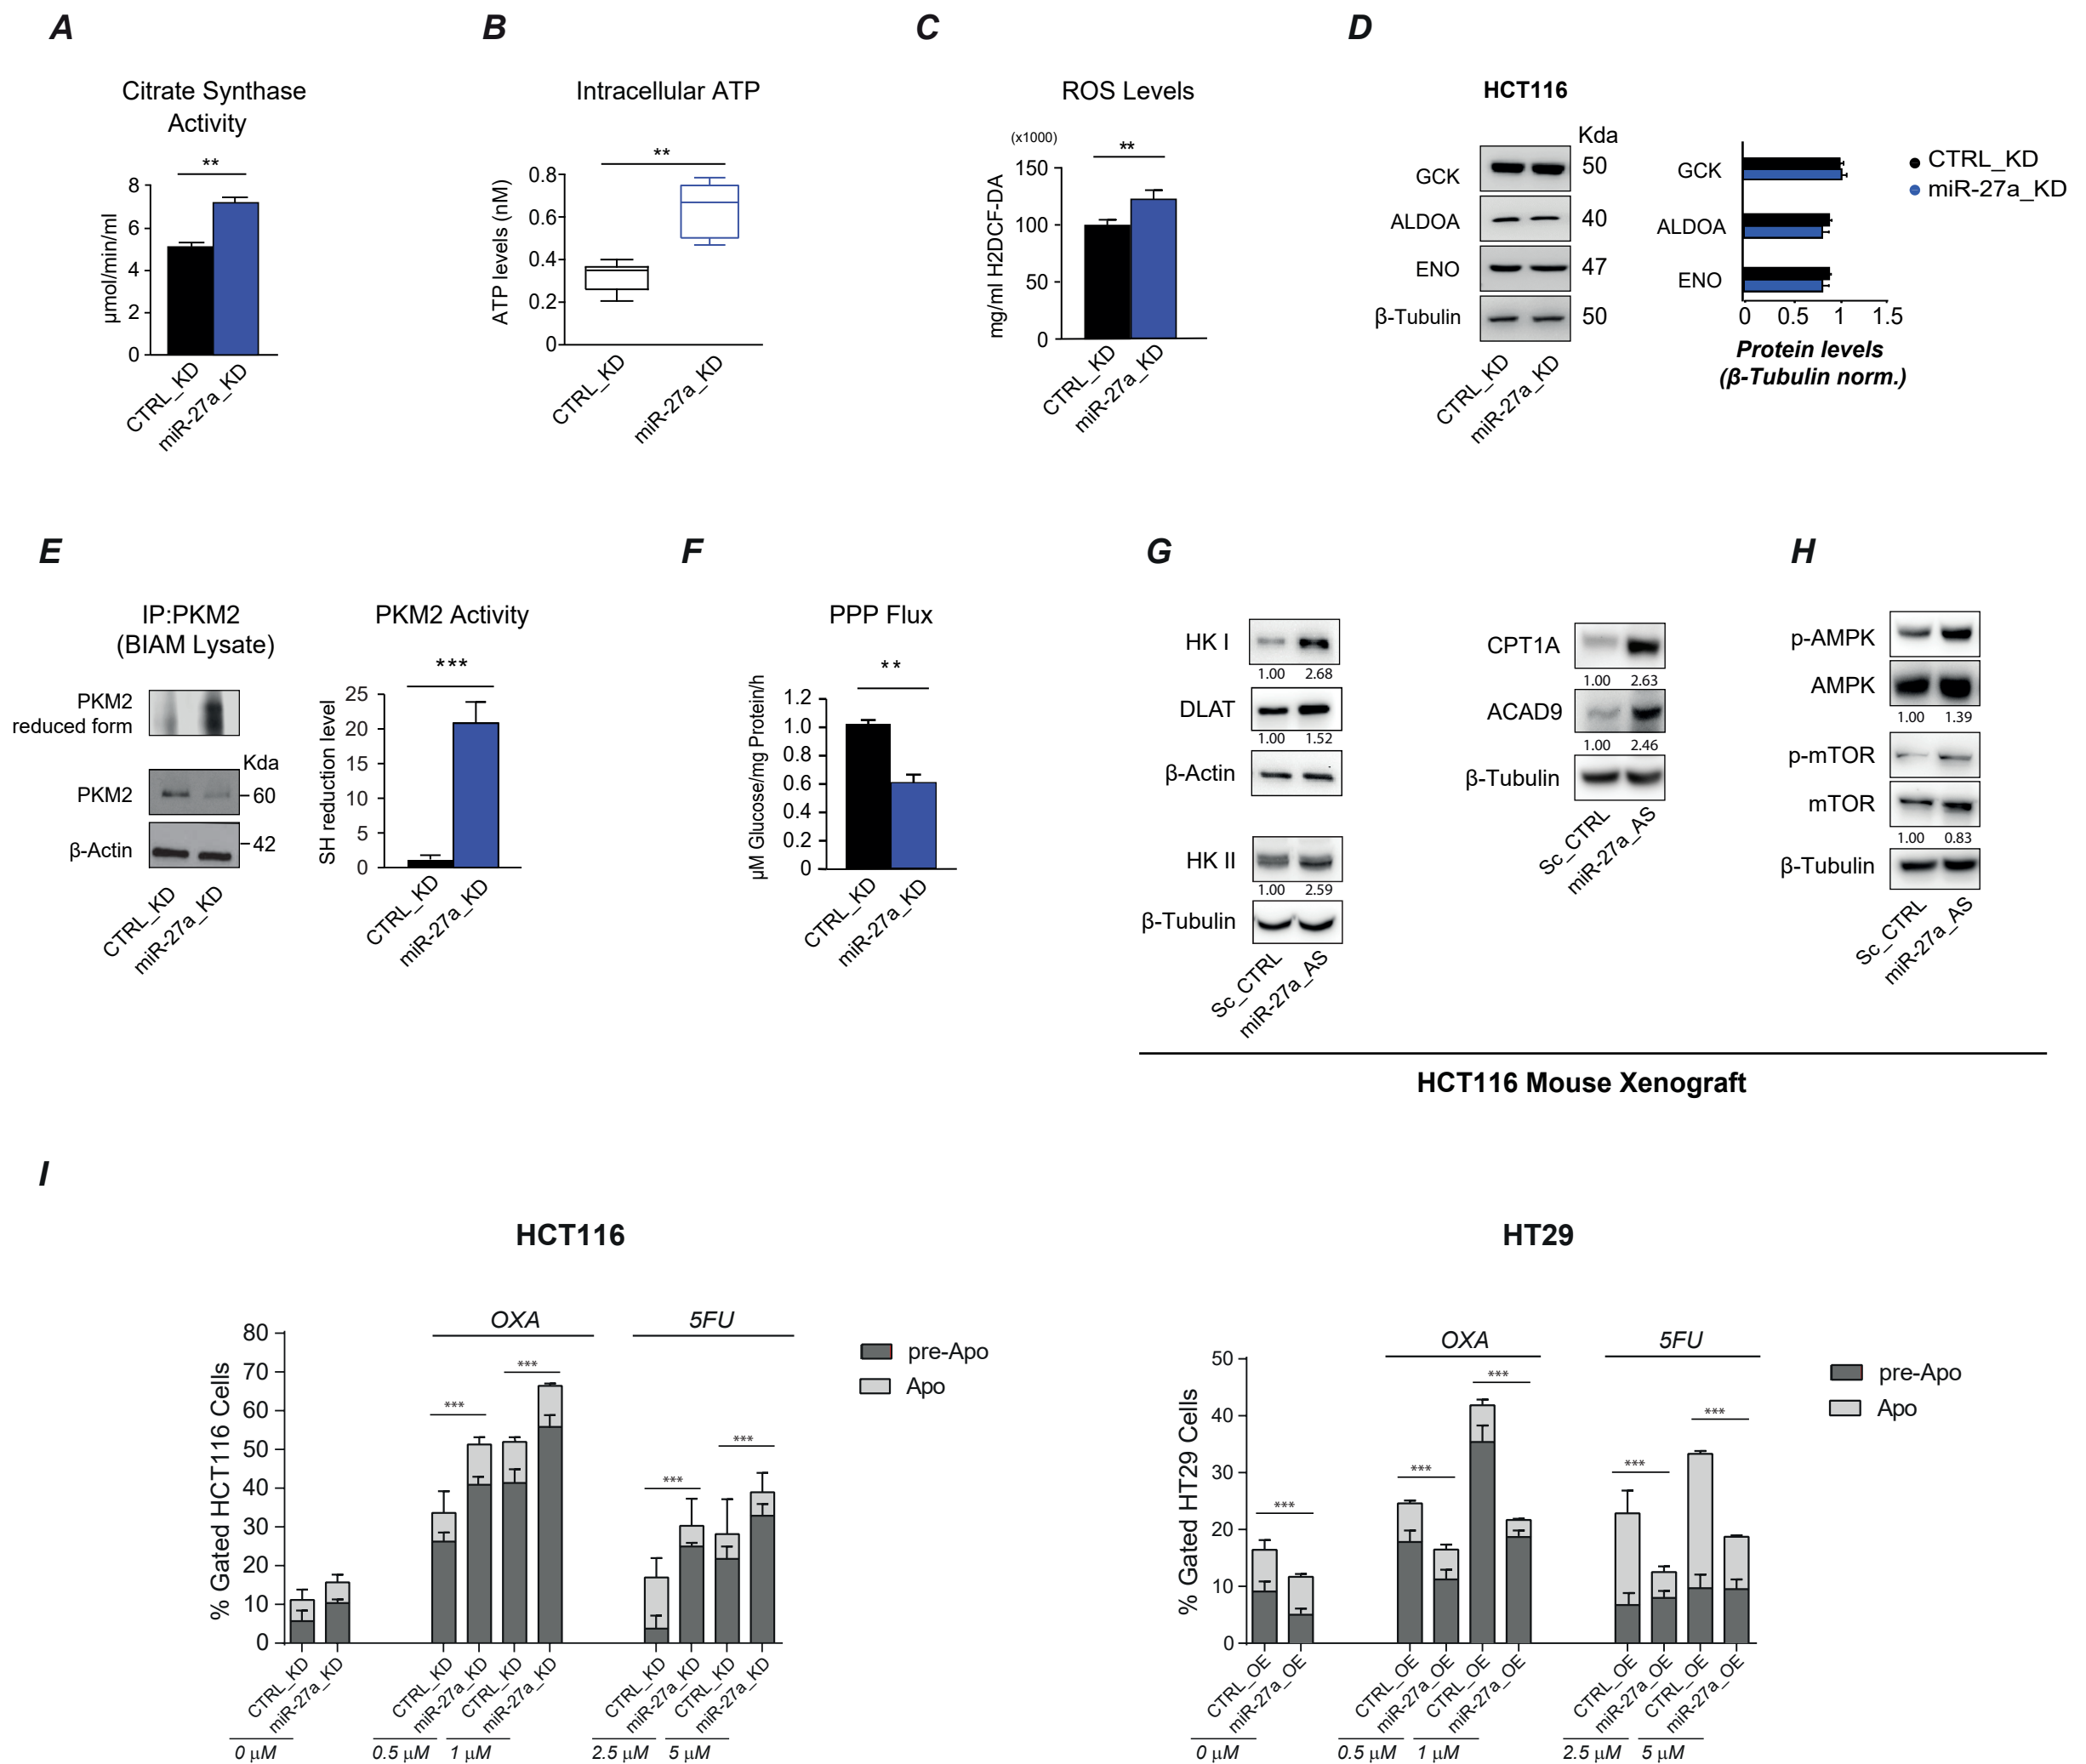 A
Citrate Synthase
Activity
**
µmol/min/ml
8
6
4
2
0
CTRL_KD
miR-27a_KD
B
Intracellular ATP
**
ATP levels (nM)
0.8
0.6
0.4
0.2
0
CTRL_KD
miR-27a_KD
C
ROS Levels
(x1000)
**
mg/ml H2DCF-DA
150
100
50
0
CTRL_KD
miR-27a_KD
D
HCT116
Kda
GCK
50
ALDOA
40
ENO
47
β-Tubulin
50
CTRL_KD
miR-27a_KD
GCK
ALDOA
ENO
0 0.5 1 1.5
Protein levels
(β-Tubulin norm.)
CTRL_KD
miR-27a_KD
E
IP:PKM2
(BIAM Lysate)
PKM2
reduced form
Kda
PKM2
60
β-Actin
42
CTRL_KD
miR-27a_KD
PKM2 Activity
***
SH reduction level
25
20
15
10
5
0
CTRL_KD
miR-27a_KD
F
PPP Flux
**
µM Glucose/mg Protein/h
1.2
1.0
0.8
0.6
0.4
0.2
0
CTRL_KD
miR-27a_KD
G
HK I
1.00 2.68
DLAT
1.00 1.52
β-Actin
HK II
1.00 2.59
β-Tubulin
Sc_CTRL
miR-27a_AS
CPT1A
1.00 2.63
ACAD9
1.00 2.46
β-Tubulin
Sc_CTRL
miR-27a_AS
H
p-AMPK
AMPK
1.00 1.39
p-mTOR
mTOR
1.00 0.83
β-Tubulin
Sc_CTRL
miR-27a_AS
HCT116 Mouse Xenograft
I
HCT116
OXA
5FU
% Gated HCT116 Cells
80
70
60
50
40
30
20
10
0
***
***
***
***
pre-Apo
Apo
CTRL_KD
miR-27a_KD
CTRL_KD
miR-27a_KD
CTRL_KD
miR-27a_KD
CTRL_KD
miR-27a_KD
CTRL_KD
miR-27a_KD
0 µM
0.5 µM
1 µM
2.5 µM
5 µM
HT29
OXA
5FU
% Gated HT29 Cells
50
40
30
20
10
0
***
***
***
***
***
pre-Apo
Apo
CTRL_OE
miR-27a_OE
CTRL_OE
miR-27a_OE
CTRL_OE
miR-27a_OE
CTRL_OE
miR-27a_OE
CTRL_OE
miR-27a_OE
0 µM
0.5 µM
1 µM
2.5 µM
5 µM